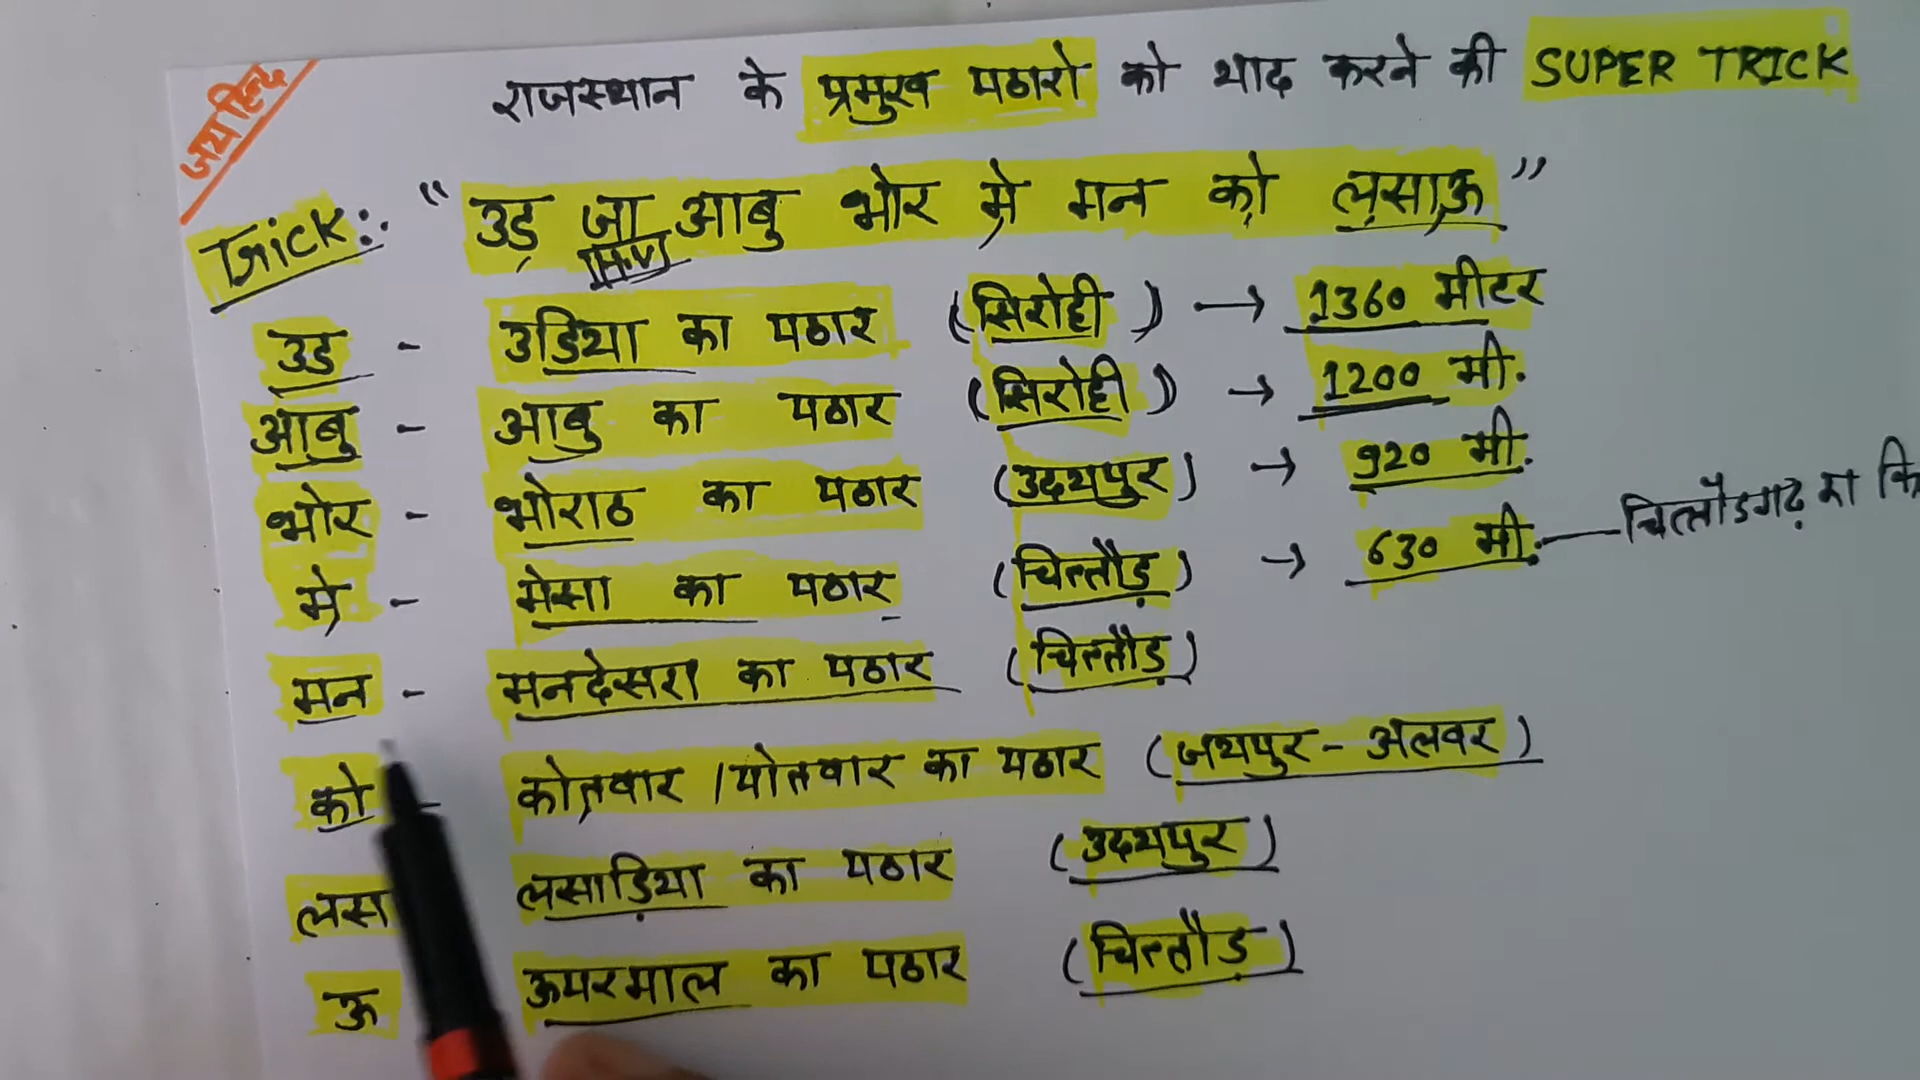 जयहिन्द
राजस्थान के प्रमुख पठारो को याद करने की SUPER TRICK
Trick:- "उड़ जा आबु भोर मे मन को लसाऊ"
उड - उडिया का पठार (सिरोही) → 1360 मीटर
आबु - आबु का पठार (सिरोही) → 1200 मी.
भोर - भोराठ का पठार (उदयपुर) → 920 मी.
मे - मेसा का पठार (चित्तौड़) → 630 मी. — चित्तौडगढ़ का कि
मन - मनदेसरा का पठार (चित्तौड़)
को - कोतवार / पोतवार का पठार (जयपुर - अलवर)
लसा लसाड़िया का पठार (उदयपुर)
ऊ ऊपरमाल का पठार (चित्तौड़)